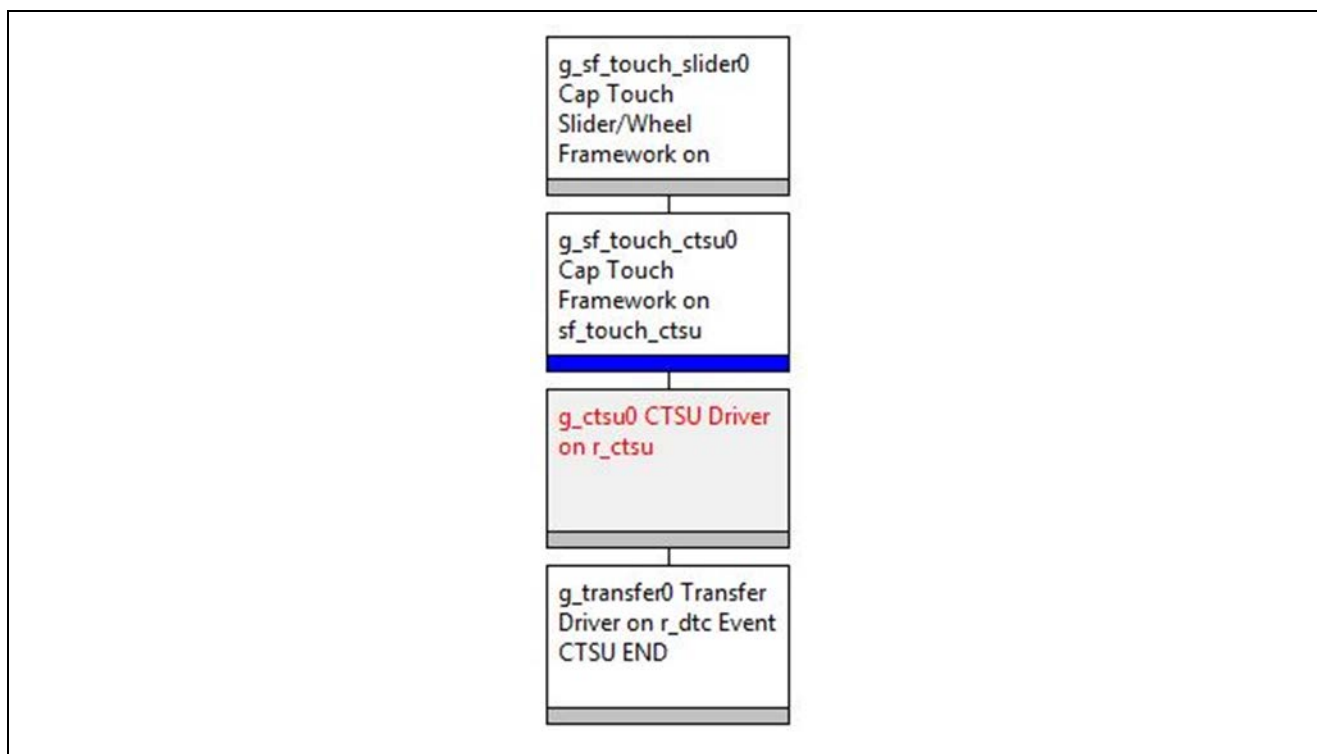 g_sf_touch_slider0
Cap Touch
Slider/Wheel
Framework on
g_sf_touch_ctsu0
Cap Touch
Framework on
sf_touch_ctsu
g_ctsu0 CTSU Driver
on r_ctsu
g_transfer0 Transfer
Driver on r_dtc Event
CTSU END